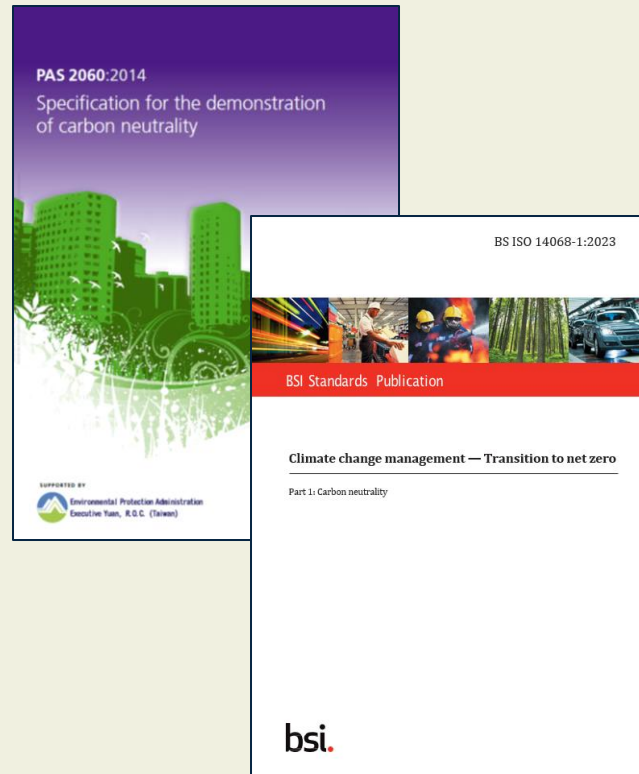 PAS 2060:2014
Specification for the demonstration
of carbon neutrality
SUPPORTED BY
Environmental Protection Administration
Executive Yuan, R.O.C. (Taiwan)
BS ISO 14068-1:2023
BSI Standards Publication
Climate change management — Transition to net zero
Part 1: Carbon neutrality
bsi.